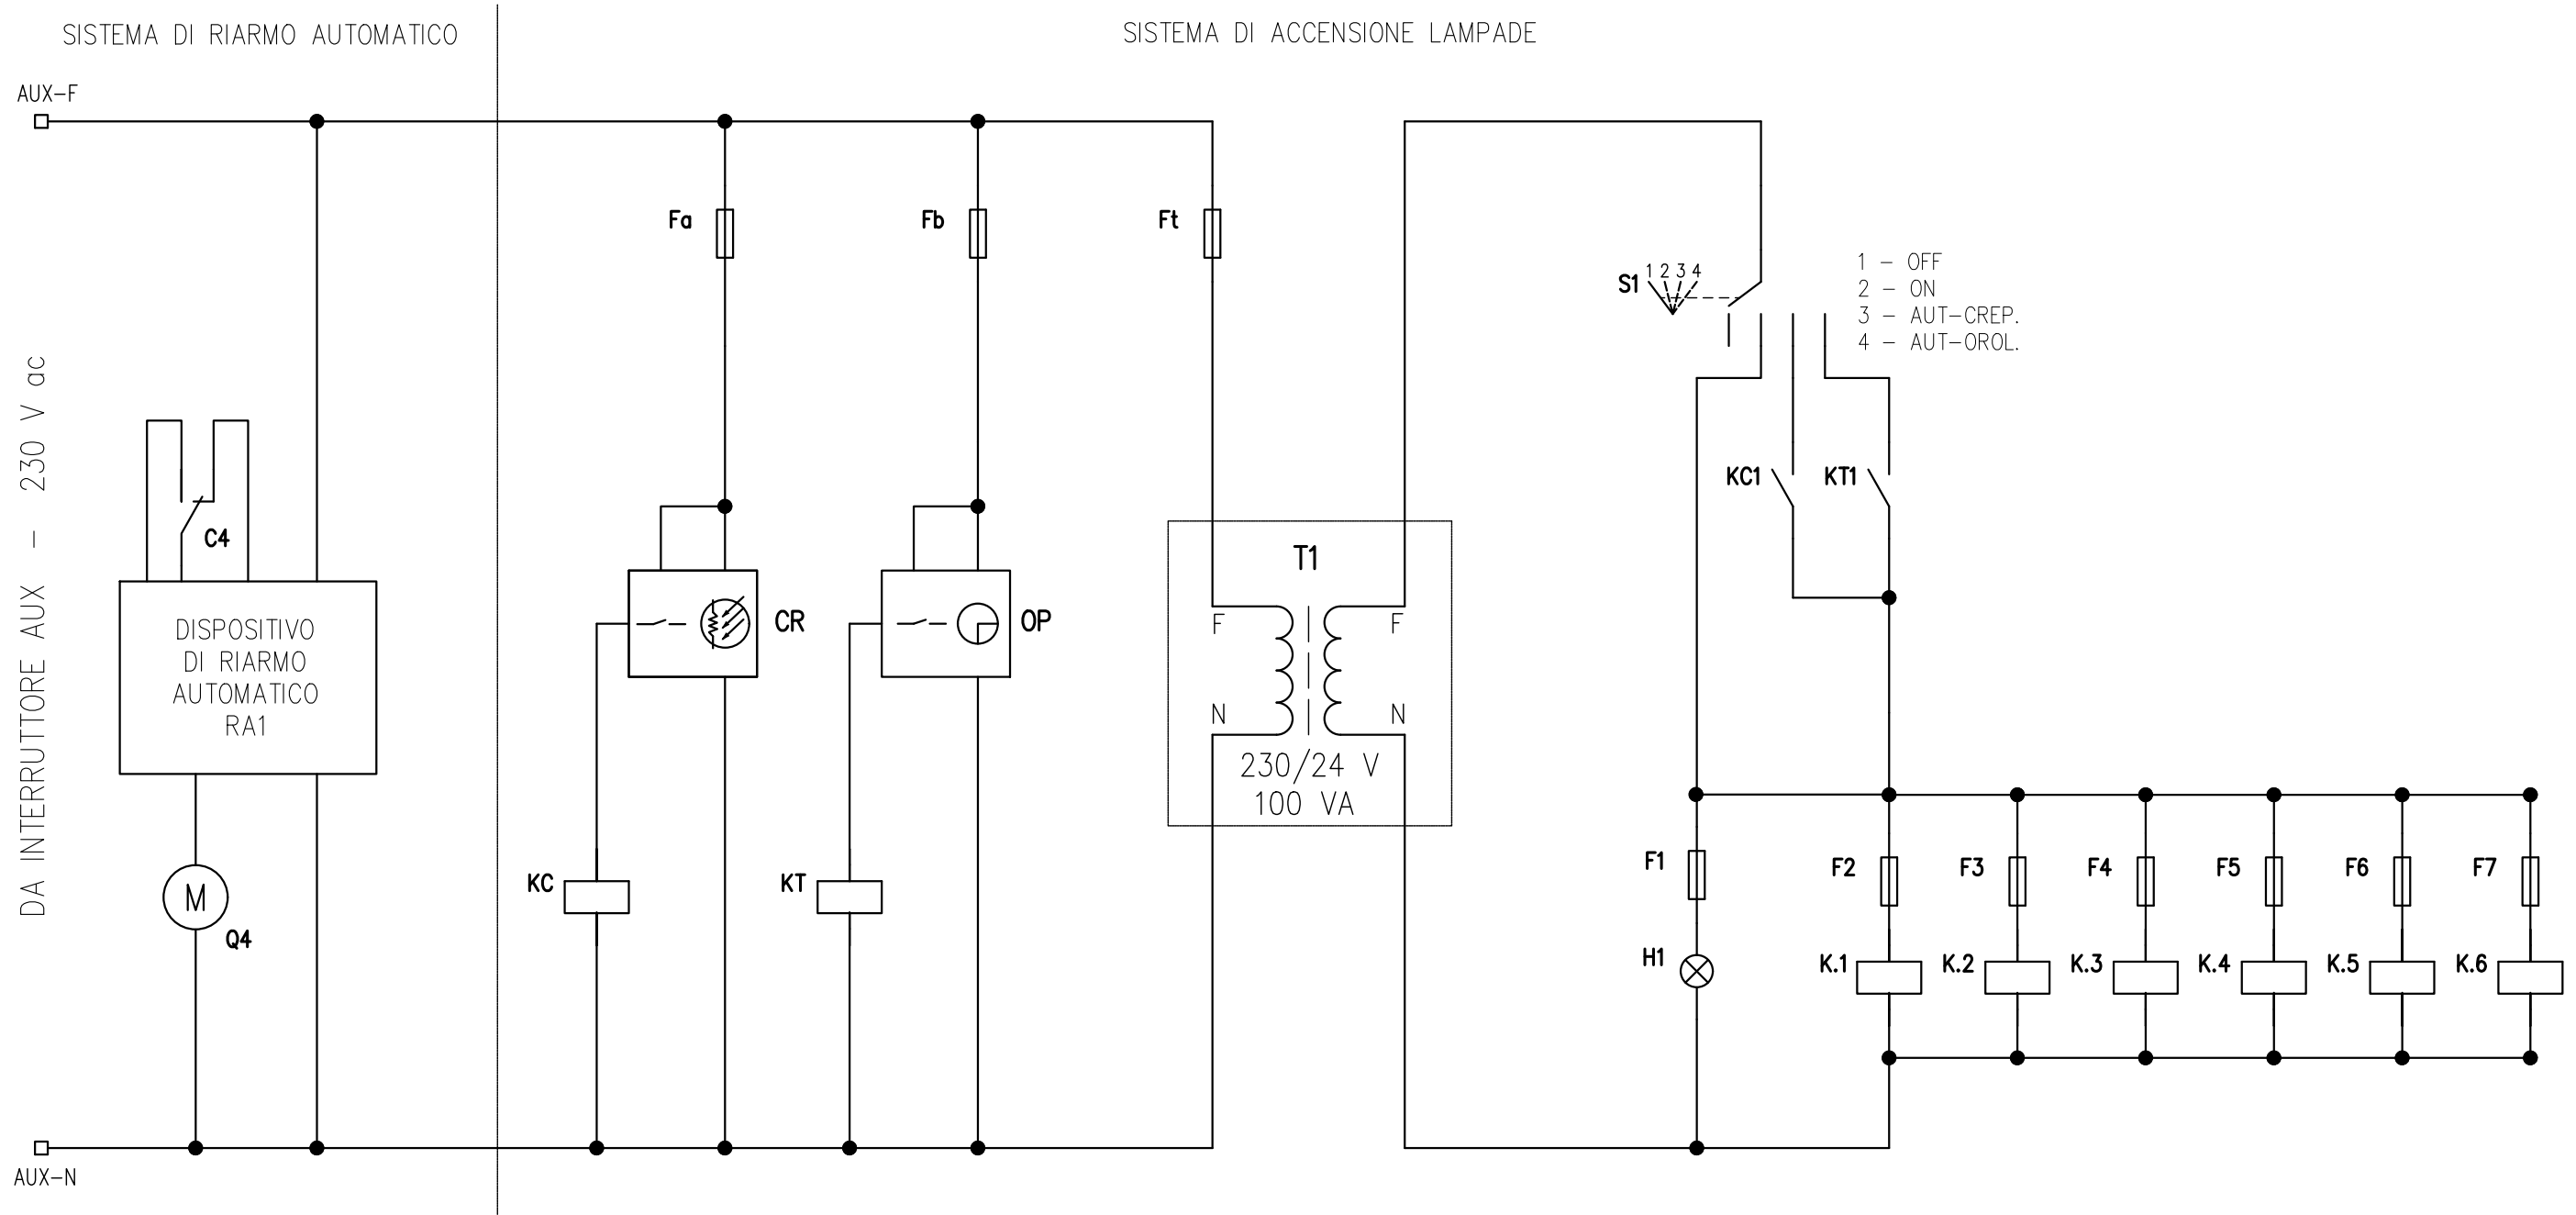 SISTEMA DI RIARMO AUTOMATICO
SISTEMA DI ACCENSIONE LAMPADE
AUX-F
DA INTERRUTTORE AUX - 230 V ac
Fa
Fb
Ft
S1
1 2 3 4
1 - OFF
2 - ON
3 - AUT-CREP.
4 - AUT-OROL.
C4
KC1
KT1
DISPOSITIVO
DI RIARMO
AUTOMATICO
RA1
CR
OP
T1
F
F
N
N
230/24 V
100 VA
M
Q4
KC
KT
F1
F2
F3
F4
F5
F6
F7
H1
K.1
K.2
K.3
K.4
K.5
K.6
AUX-N